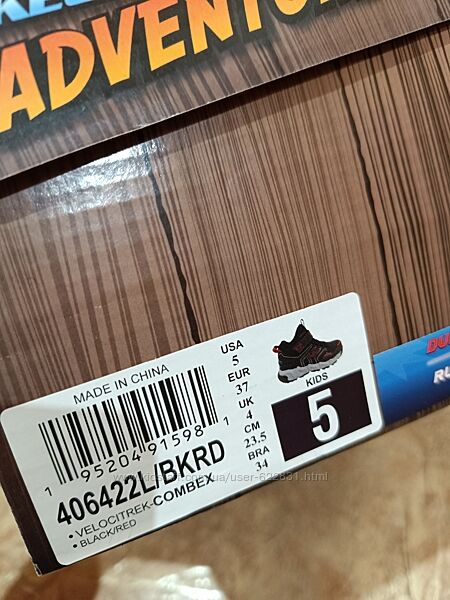 ADVENTU
MADE IN CHINA
1 95204 91598 1
406422L/BKRD
• VELOCITREK-COMBEX
• BLACK/RED
USA
5
EUR
37
UK
4
CM
23.5
BRA
34
KIDS
5
RU